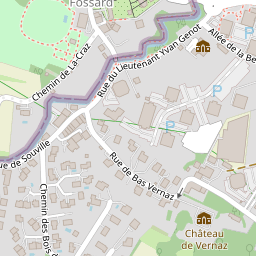 Fossard
Chemin de La-Craz
Rue du Lieutenant Yvan Genot
Allée de la Be
P
P
P
ue de Souville
Rue de Bas Vernaz
Chemin des Bois d
Château
de Vernaz